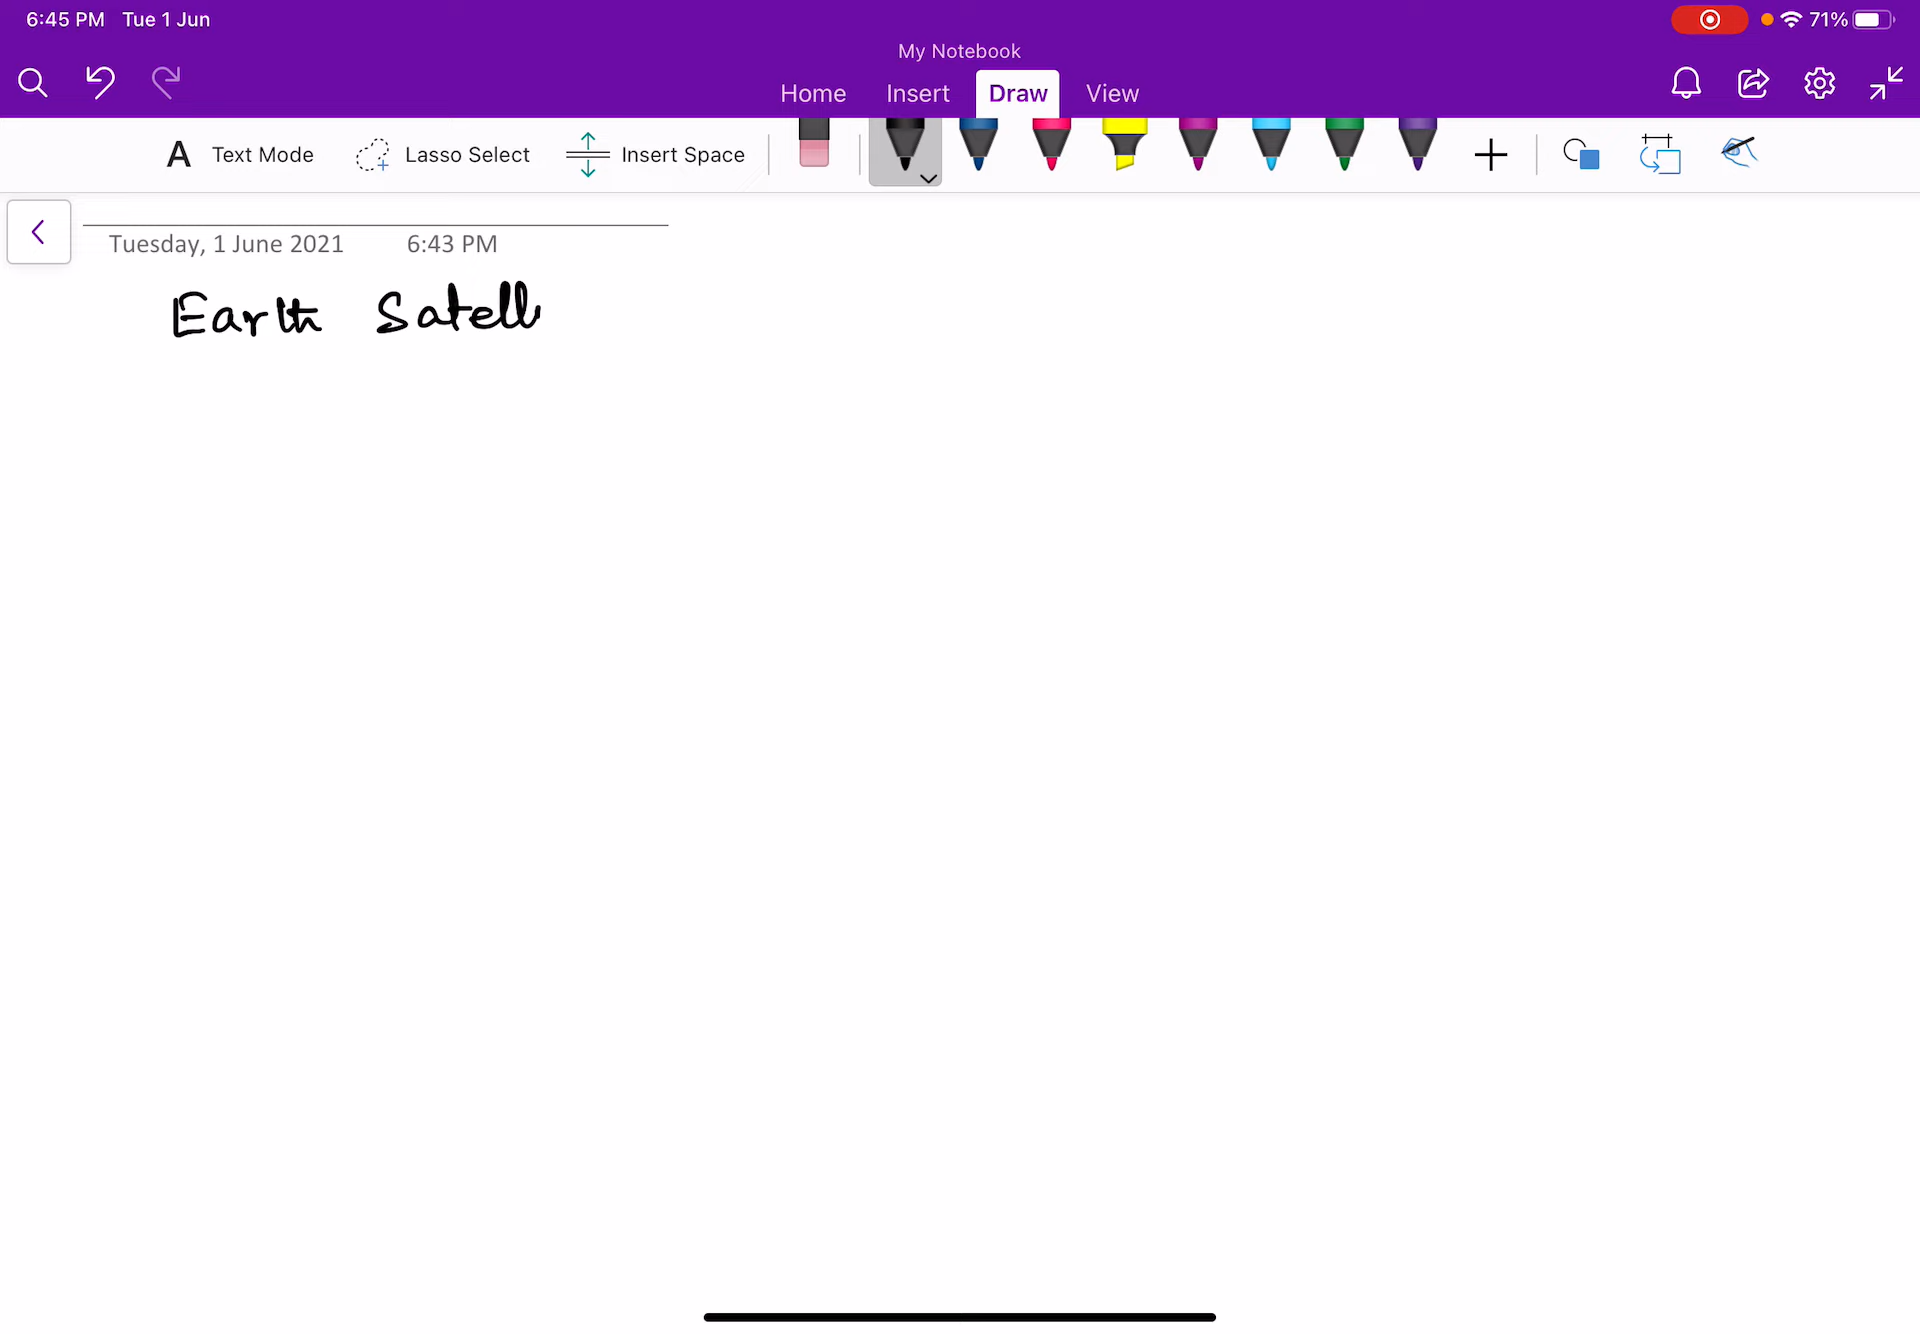 6:45 PM Tue 1 Jun
71%
My Notebook
Home Insert Draw View
A Text Mode Lasso Select Insert Space
Tuesday, 1 June 2021 6:43 PM
Earth Satell